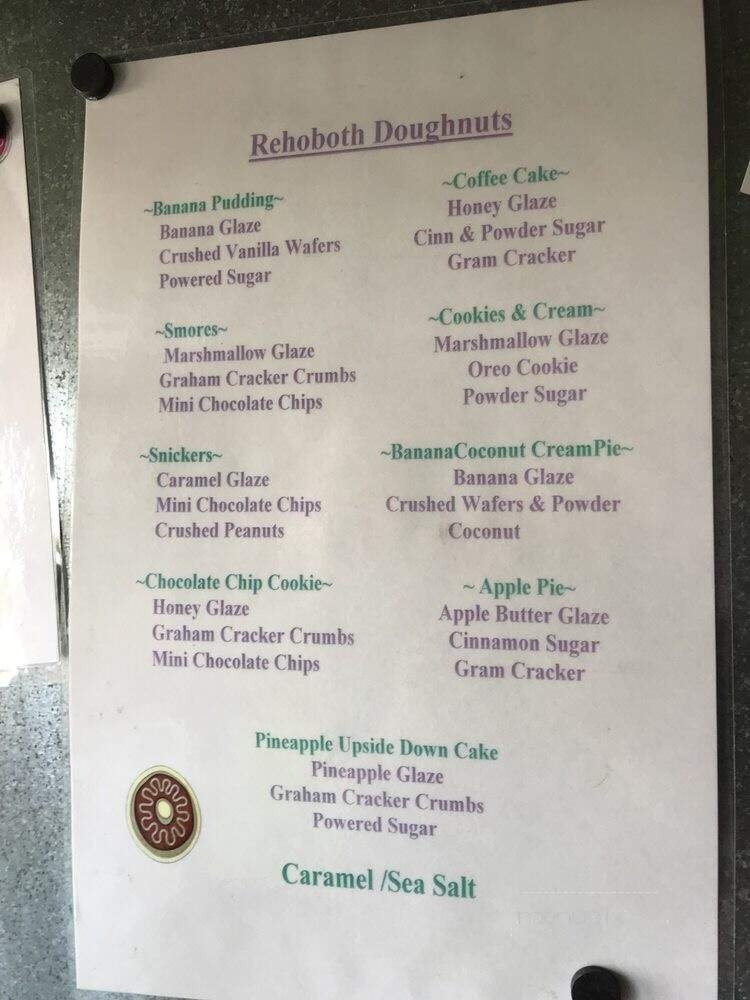 Rehoboth Doughnuts
~Banana Pudding~
Banana Glaze
Crushed Vanilla Wafers
Powered Sugar
~Smores~
Marshmallow Glaze
Graham Cracker Crumbs
Mini Chocolate Chips
~Snickers~
Caramel Glaze
Mini Chocolate Chips
Crushed Peanuts
~Chocolate Chip Cookie~
Honey Glaze
Graham Cracker Crumbs
Mini Chocolate Chips
~Coffee Cake~
Honey Glaze
Cinn & Powder Sugar
Gram Cracker
~Cookies & Cream~
Marshmallow Glaze
Oreo Cookie
Powder Sugar
~BananaCoconut CreamPie~
Banana Glaze
Crushed Wafers & Powder
Coconut
~ Apple Pie~
Apple Butter Glaze
Cinnamon Sugar
Gram Cracker
Pineapple Upside Down Cake
Pineapple Glaze
Graham Cracker Crumbs
Powered Sugar
Caramel /Sea Salt